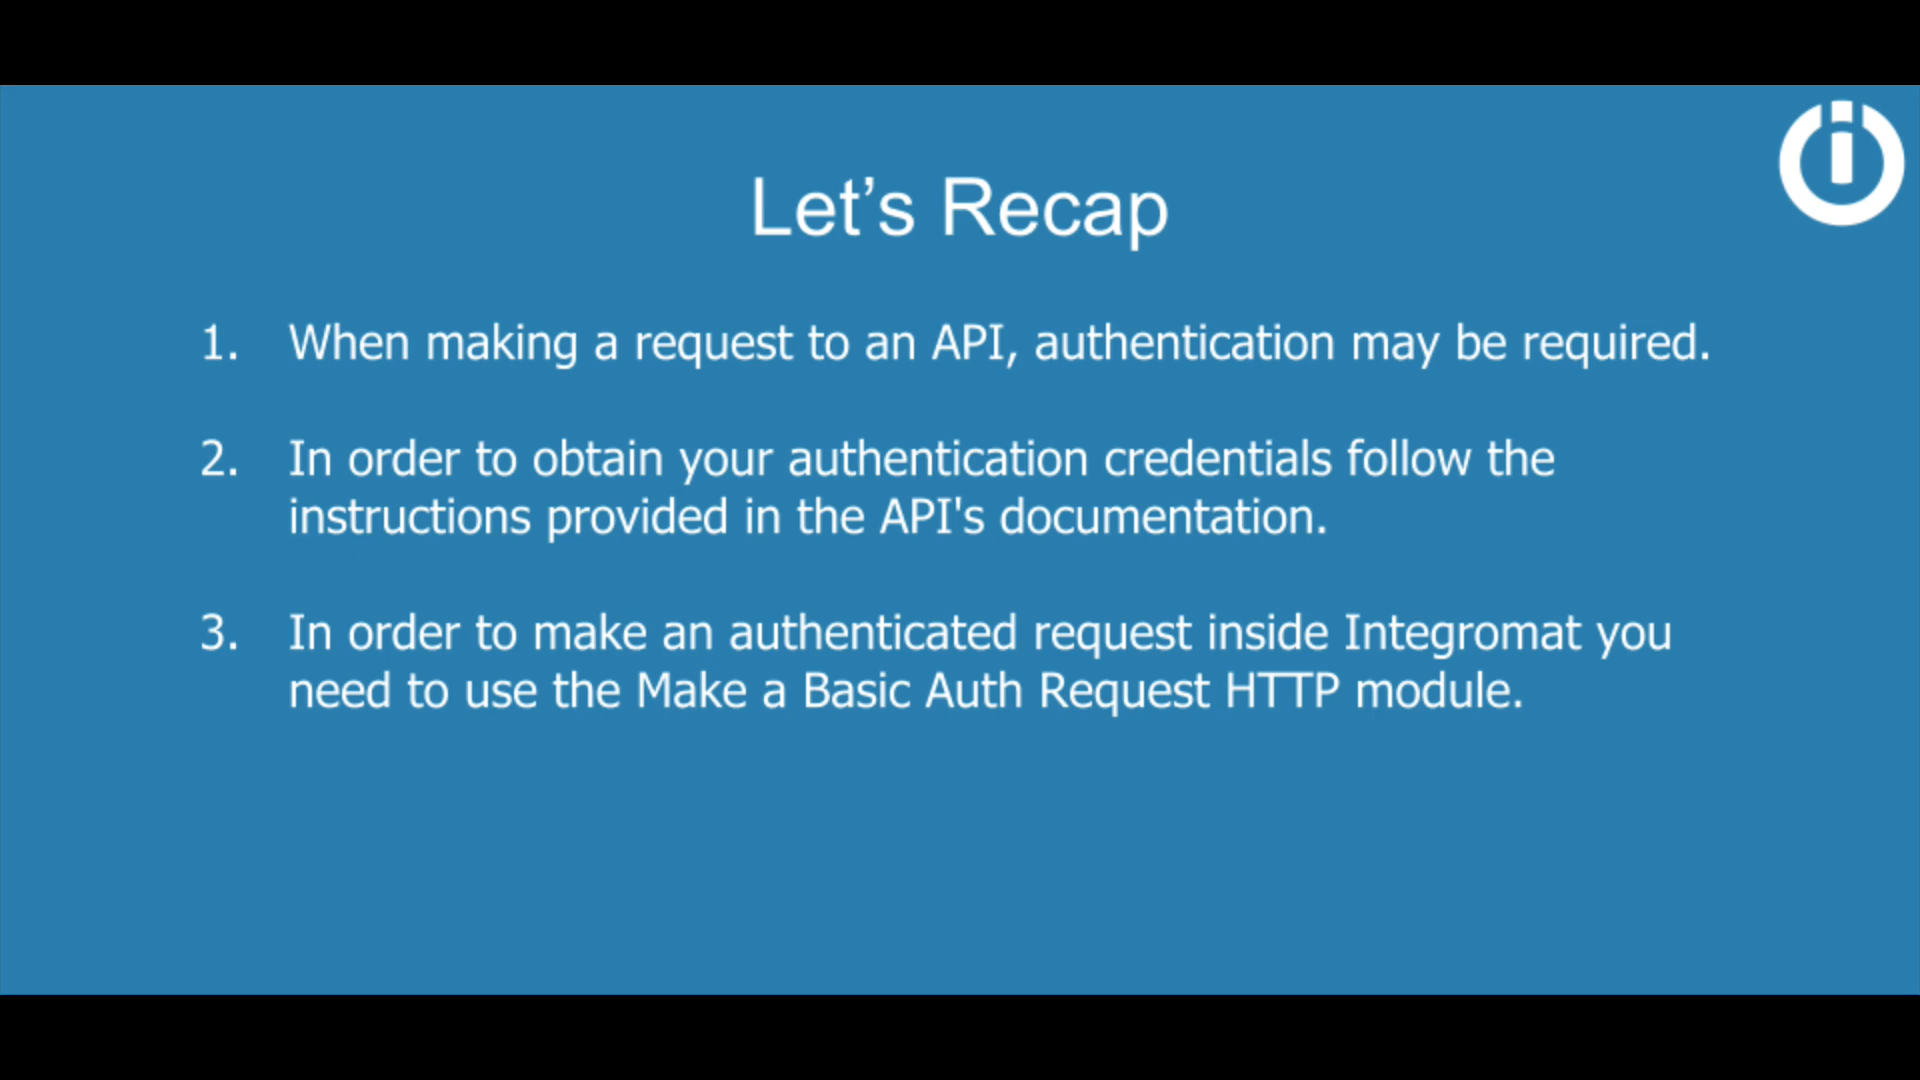 Let’s Recap
1. When making a request to an API, authentication may be required.
2. In order to obtain your authentication credentials follow the
instructions provided in the API's documentation.
3. In order to make an authenticated request inside Integromat you
need to use the Make a Basic Auth Request HTTP module.